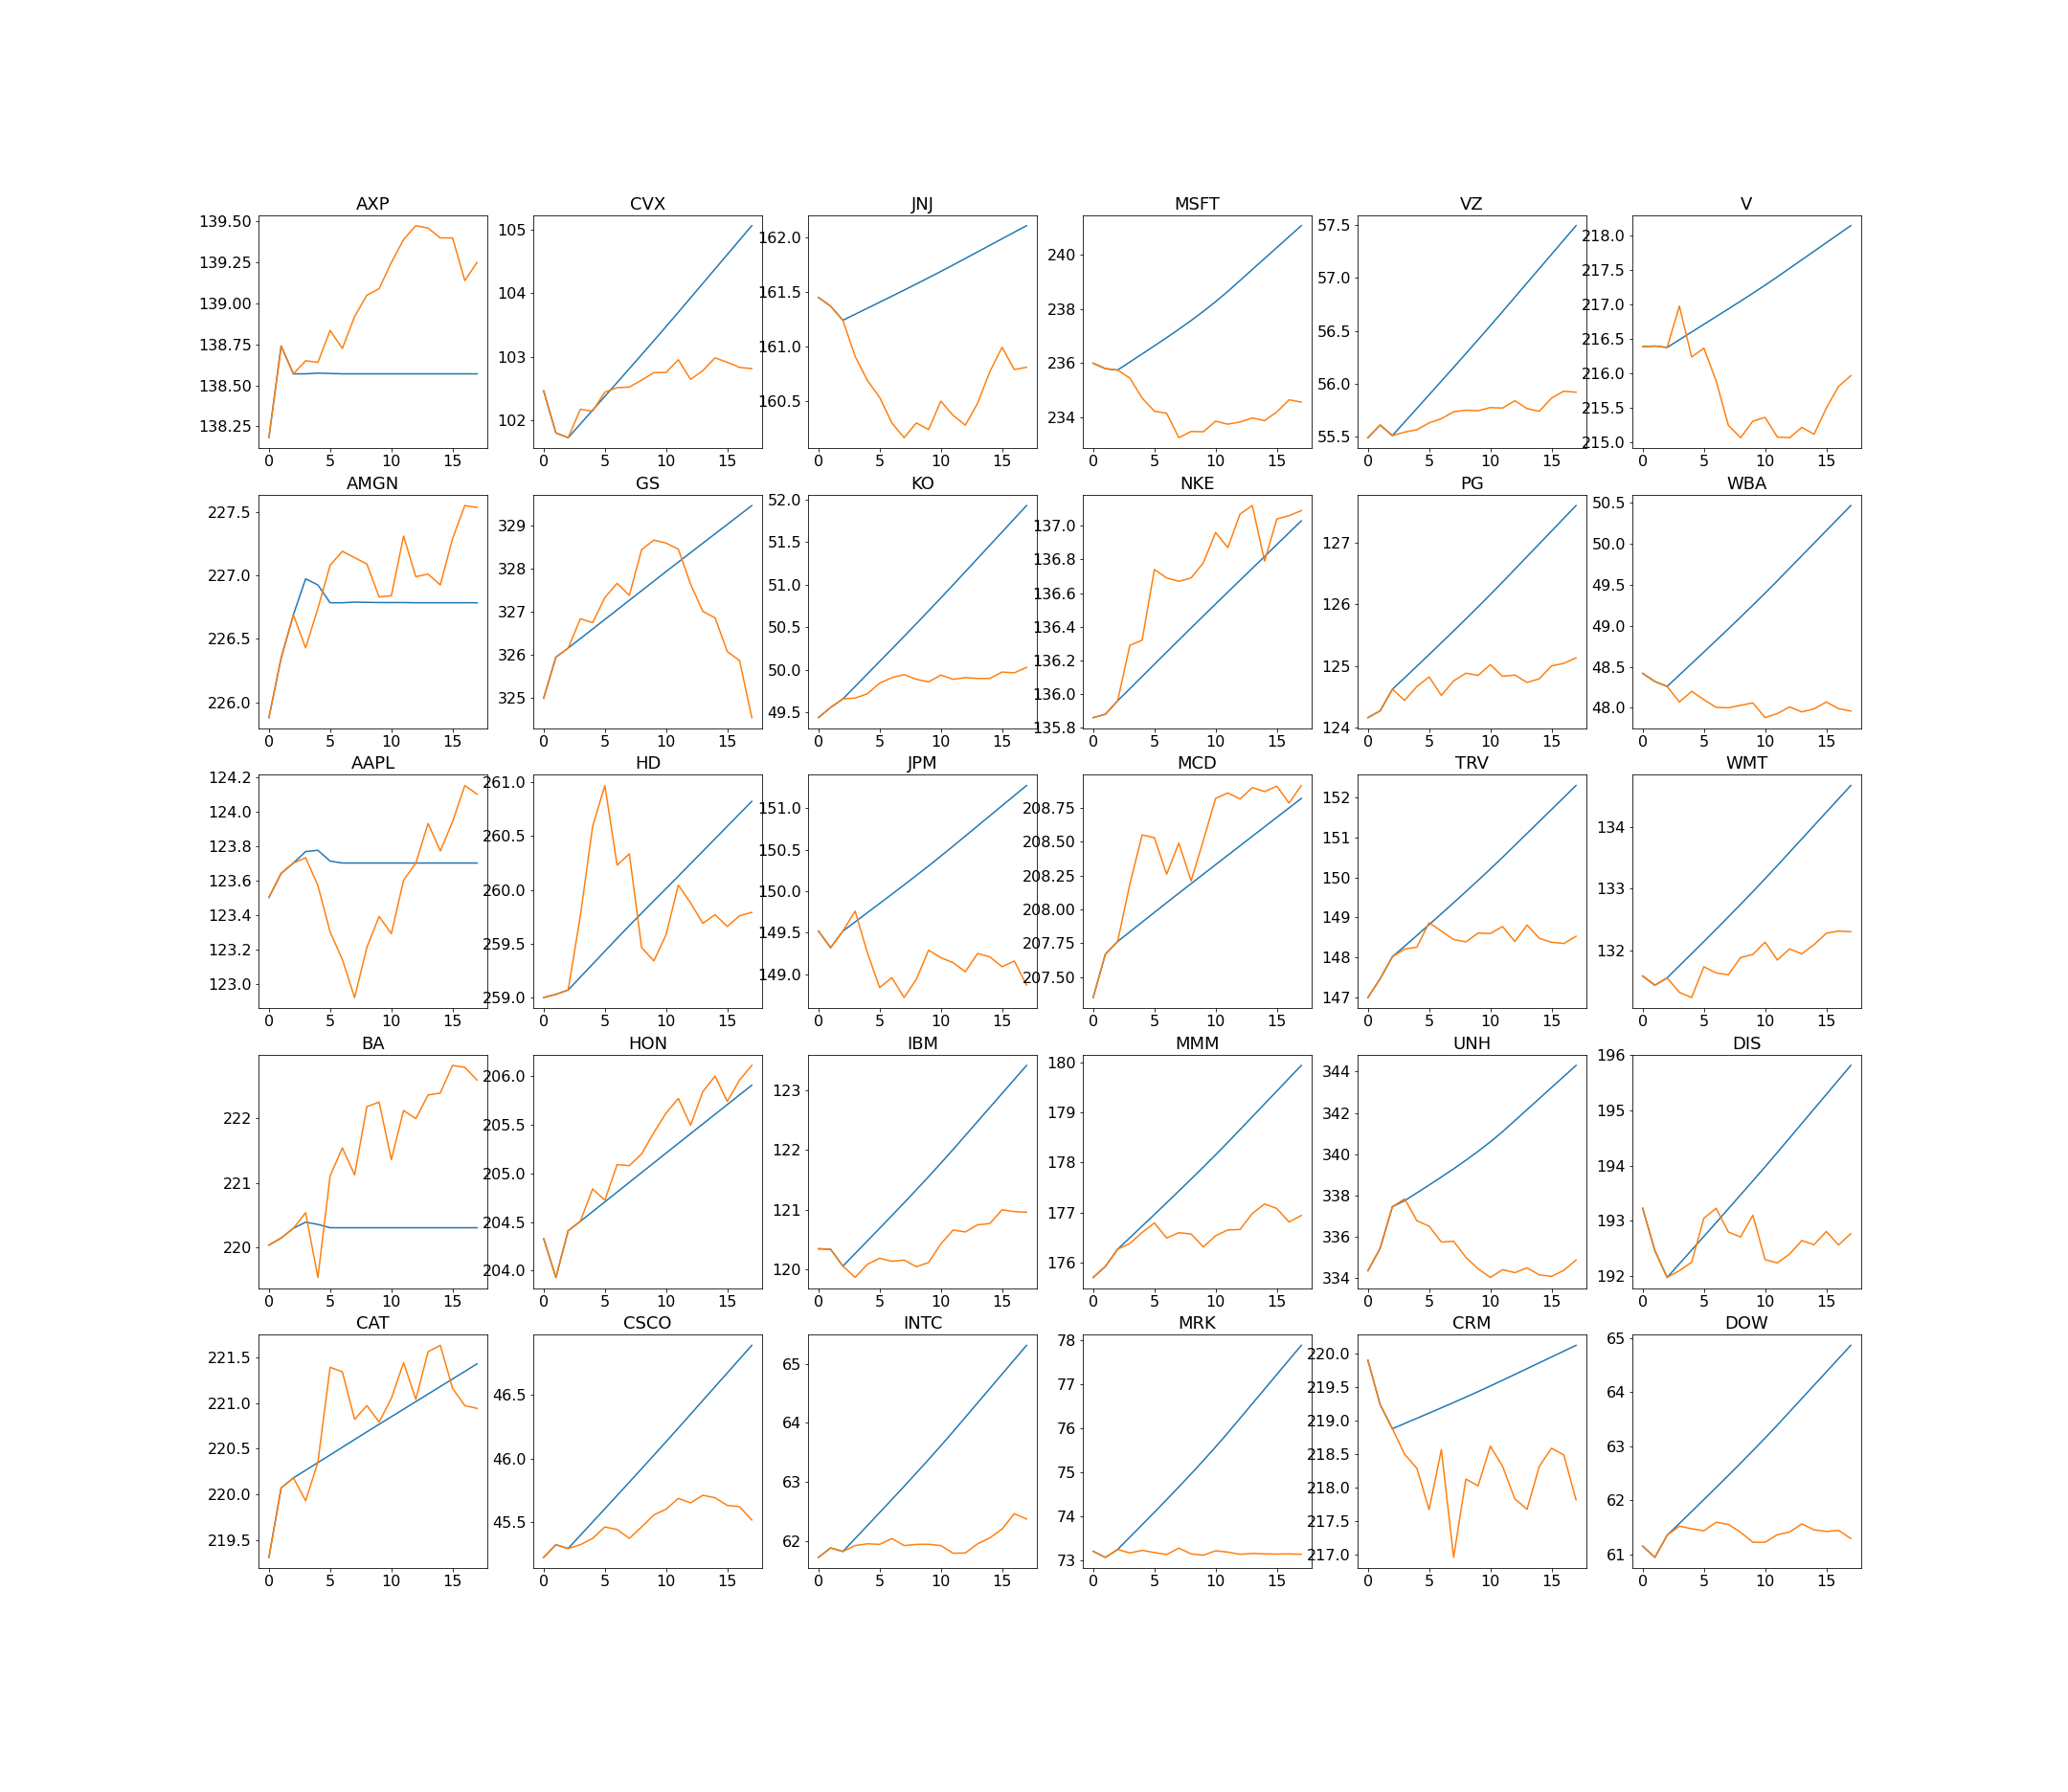 AXP
139.50
139.25
139.00
138.75
138.50
138.25
0 5 10 15
CVX
105
104
103
102
0 5 10 15
JNJ
162.0
161.5
161.0
160.5
0 5 10 15
MSFT
240
238
236
234
0 5 10 15
VZ
57.5
57.0
56.5
56.0
55.5
0 5 10 15
V
218.0
217.5
217.0
216.5
216.0
215.5
215.0
0 5 10 15
AMGN
227.5
227.0
226.5
226.0
0 5 10 15
GS
329
328
327
326
325
0 5 10 15
KO
52.0
51.5
51.0
50.5
50.0
49.5
0 5 10 15
NKE
137.0
136.8
136.6
136.4
136.2
136.0
135.8
0 5 10 15
PG
127
126
125
124
0 5 10 15
WBA
50.5
50.0
49.5
49.0
48.5
48.0
0 5 10 15
AAPL
124.2
124.0
123.8
123.6
123.4
123.2
123.0
0 5 10 15
HD
261.0
260.5
260.0
259.5
259.0
0 5 10 15
JPM
151.0
150.5
150.0
149.5
149.0
0 5 10 15
MCD
208.75
208.50
208.25
208.00
207.75
207.50
0 5 10 15
TRV
152
151
150
149
148
147
0 5 10 15
WMT
134
133
132
0 5 10 15
BA
222
221
220
0 5 10 15
HON
206.0
205.5
205.0
204.5
204.0
0 5 10 15
IBM
123
122
121
120
0 5 10 15
MMM
180
179
178
177
176
0 5 10 15
UNH
344
342
340
338
336
334
0 5 10 15
DIS
196
195
194
193
192
0 5 10 15
CAT
221.5
221.0
220.5
220.0
219.5
0 5 10 15
CSCO
46.5
46.0
45.5
0 5 10 15
INTC
65
64
63
62
0 5 10 15
MRK
78
77
76
75
74
73
0 5 10 15
CRM
220.0
219.5
219.0
218.5
218.0
217.5
217.0
0 5 10 15
DOW
65
64
63
62
61
0 5 10 15